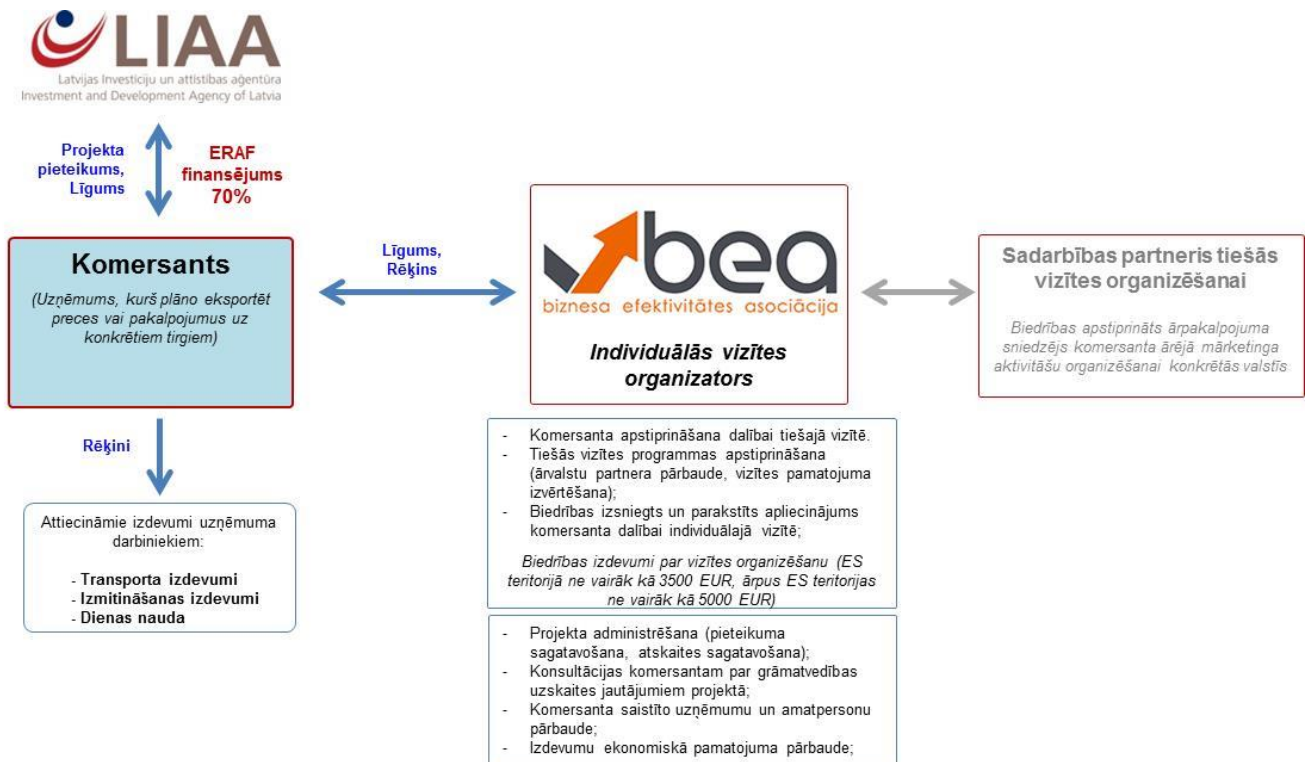 LIAA
Latvijas Investīciju un attīstības aģentūra
Investment and Development Agency of Latvia
Projekta
pieteikums,
Līgums
ERAF
finansējums
70%
Komersants
(Uzņēmums, kurš plāno eksportēt
preces vai pakalpojumus uz
konkrētiem tirgiem)
Līgums,
Rēķins
bea
biznesa efektivitātes asociācija
Individuālās vizītes
organizators
Sadarbības partneris tiešās
vizītes organizēšanai
Biedrības apstiprināts ārpakalpojuma
sniedzējs komersanta ārējā mārketinga
aktivitāšu organizēšanai konkrētās valstīs
Rēķini
Attiecināmie izdevumi uzņēmuma
darbiniekiem:
- Transporta izdevumi
- Izmitināšanas izdevumi
- Dienas nauda
- Komersanta apstiprināšana dalībai tiešajā vizītē.
- Tiešās vizītes programmas apstiprināšana
(ārvalstu partnera pārbaude, vizītes pamatojuma
izvērtēšana);
- Biedrības izsniegts un parakstīts apliecinājums
komersanta dalībai individuālajā vizītē;
Biedrības izdevumi par vizītes organizēšanu (ES
teritorijā ne vairāk kā 3500 EUR, ārpus ES teritorijas
ne vairāk kā 5000 EUR)
- Projekta administrēšana (pieteikuma
sagatavošana, atskaites sagatavošana);
- Konsultācijas komersantam par grāmatvedības
uzskaites jautājumiem projektā;
- Komersanta saistīto uzņēmumu un amatpersonu
pārbaude;
- Izdevumu ekonomiskā pamatojuma pārbaude;